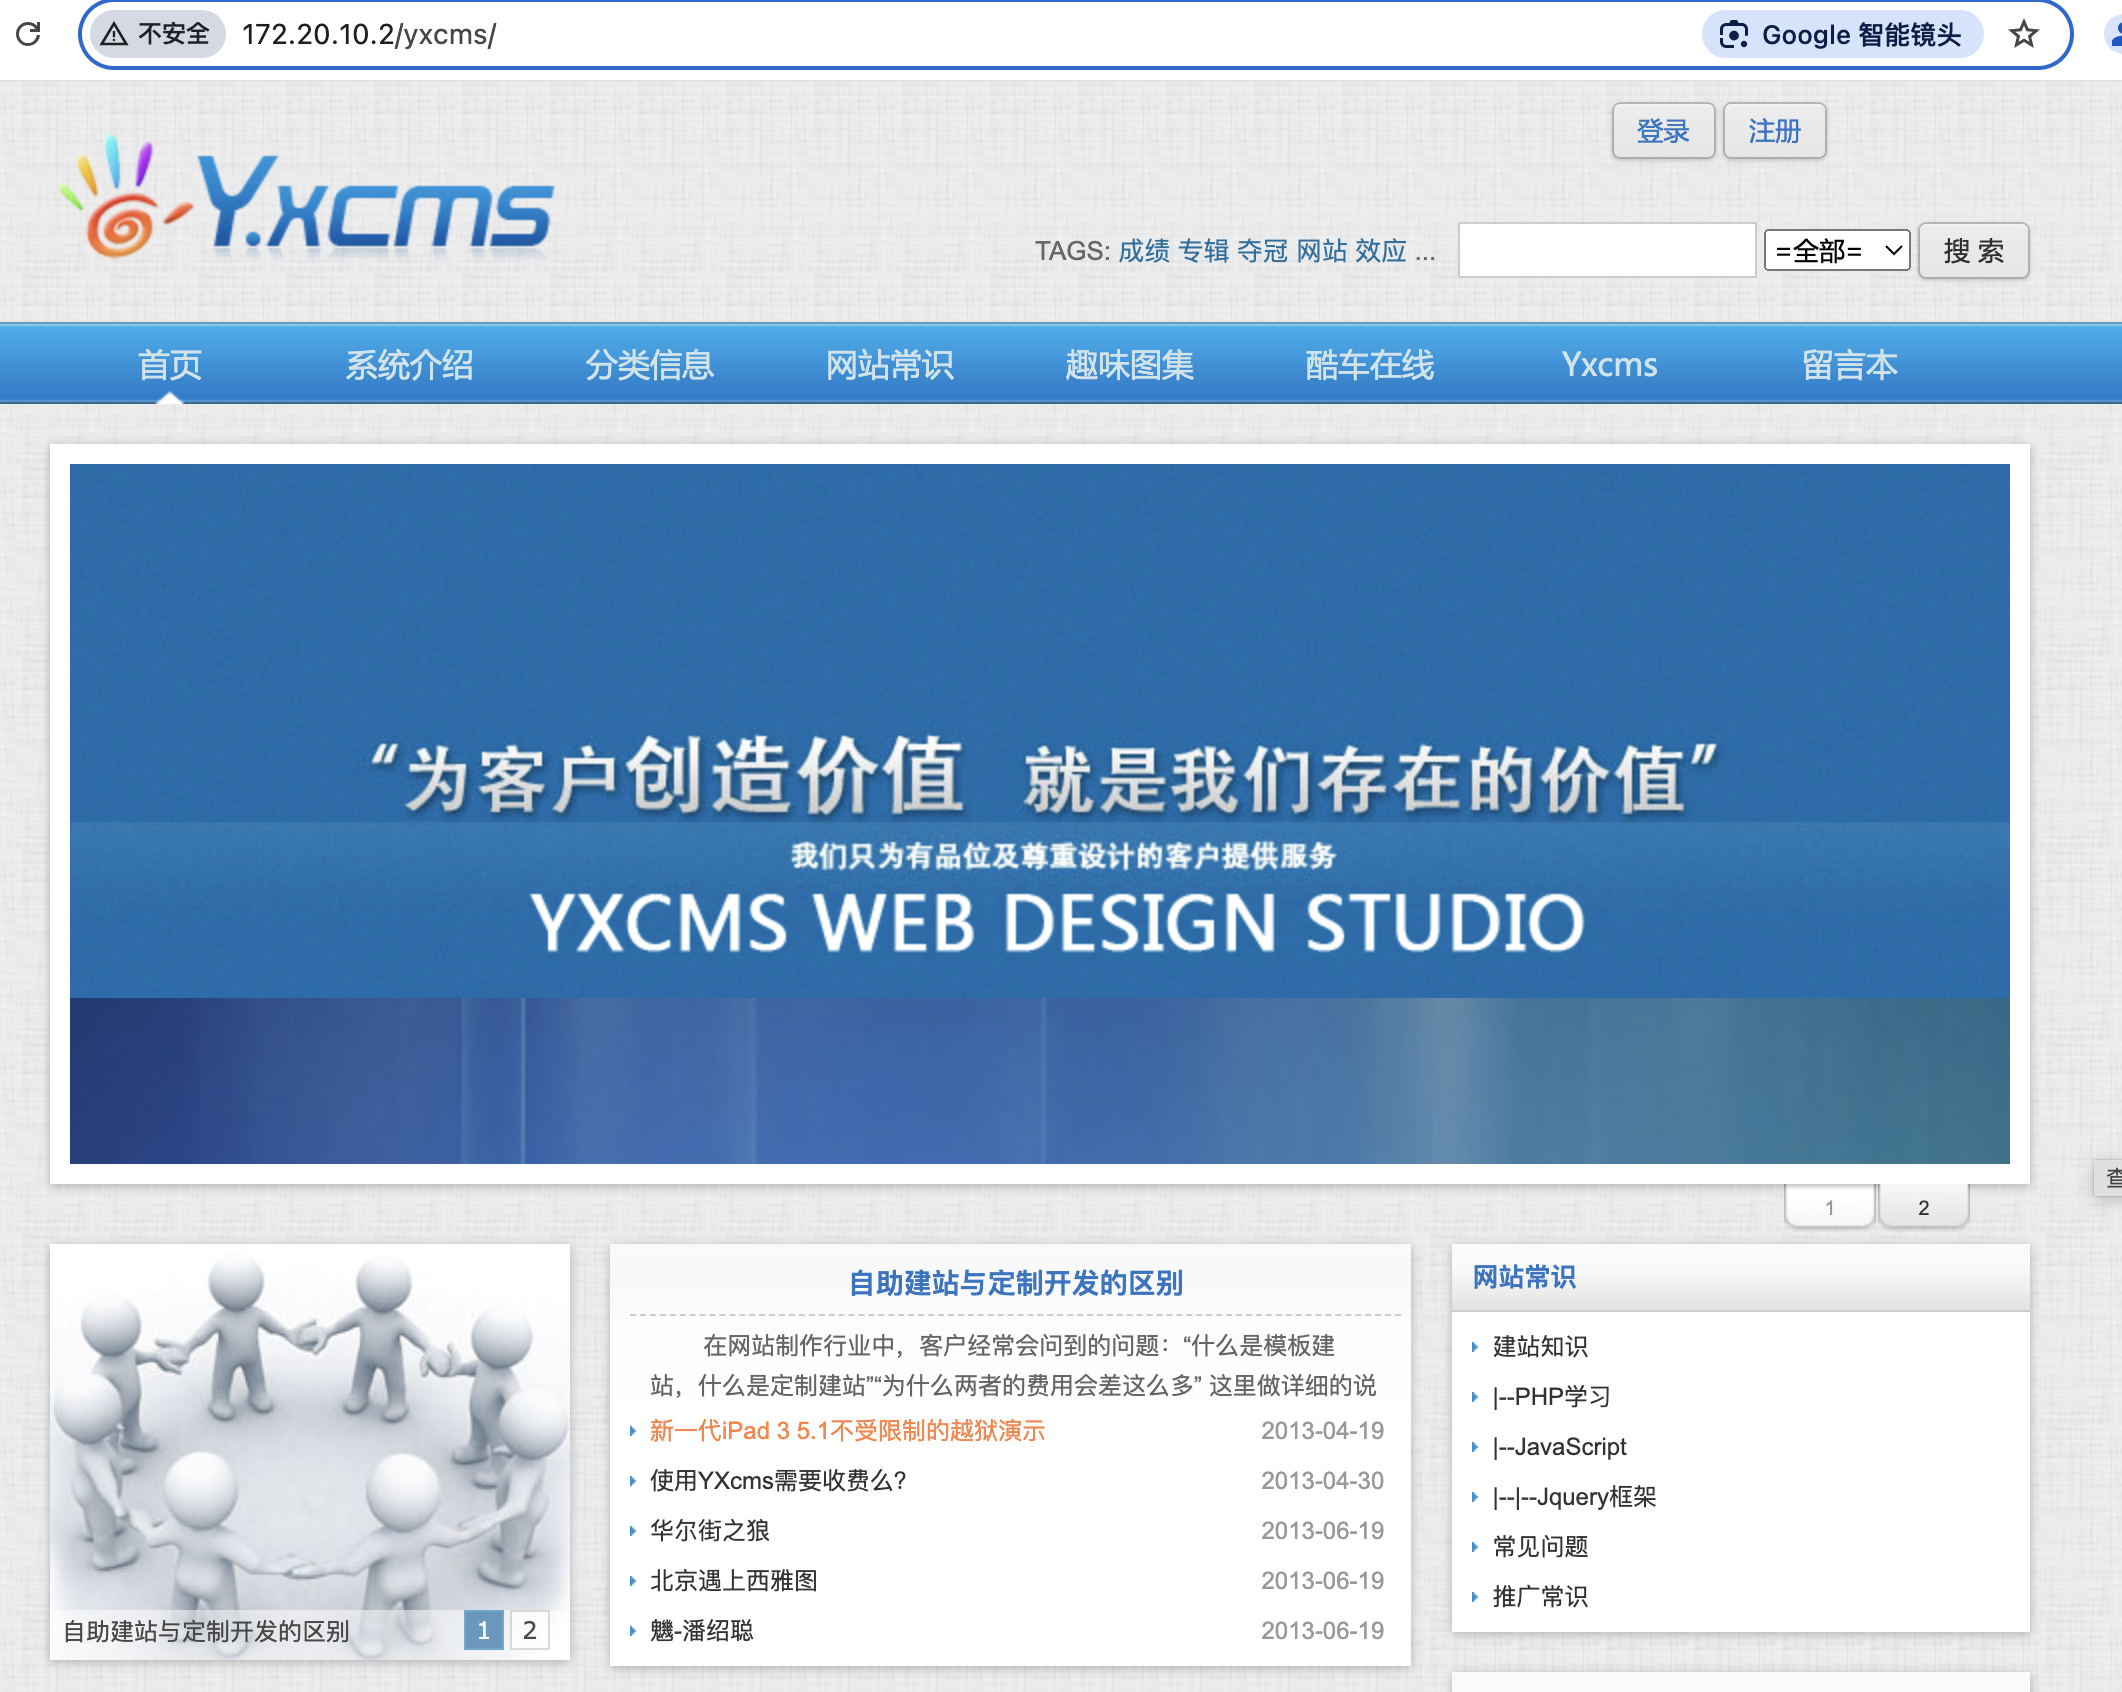 不安全 172.20.10.2/yxcms/ Google 智能镜头
登录 注册
Y.xcms
TAGS: 成绩 专辑 夺冠 网站 效应 ... =全部= 搜 索
首页 系统介绍 分类信息 网站常识 趣味图集 酷车在线 Yxcms 留言本
“为客户创造价值 就是我们存在的价值”
我们只为有品位及尊重设计的客户提供服务
YXCMS WEB DESIGN STUDIO
查
1 2
自助建站与定制开发的区别
1 2
自助建站与定制开发的区别
在网站制作行业中，客户经常会问到的问题：“什么是模板建
站，什么是定制建站”“为什么两者的费用会差这么多” 这里做详细的说
新一代iPad 3 5.1不受限制的越狱演示 2013-04-19
使用YXcms需要收费么? 2013-04-30
华尔街之狼 2013-06-19
北京遇上西雅图 2013-06-19
魑-潘绍聪 2013-06-19
网站常识
建站知识
|--PHP学习
|--JavaScript
|--|--Jquery框架
常见问题
推广常识